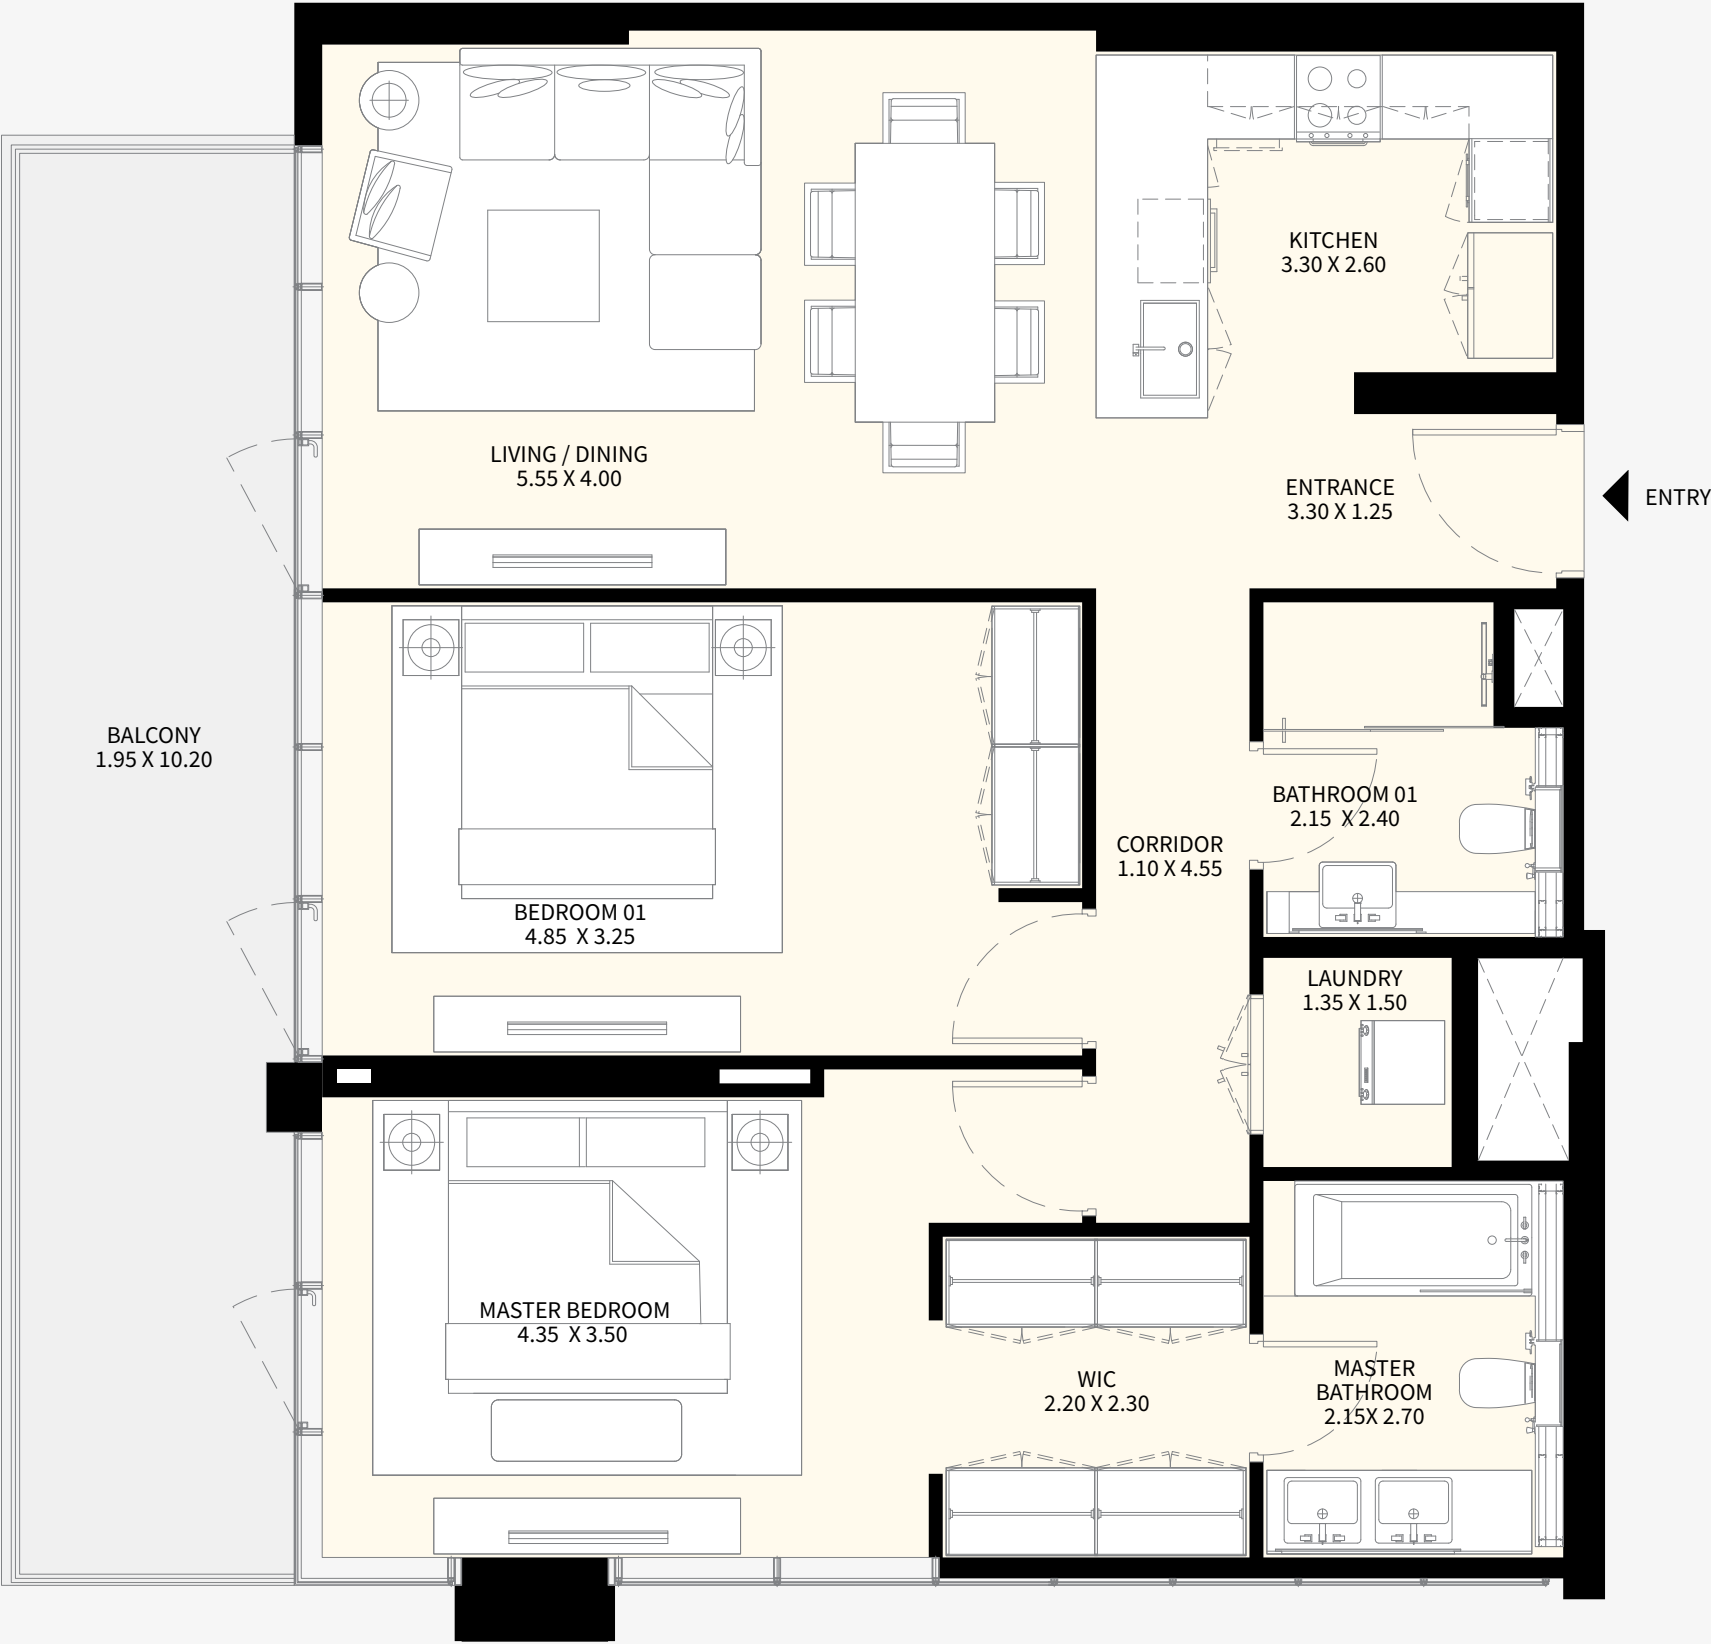 KITCHEN
3.30 X 2.60
LIVING / DINING
5.55 X 4.00
ENTRANCE
3.30 X 1.25
ENTRY
BALCONY
1.95 X 10.20
BATHROOM 01
2.15  X 2.40
CORRIDOR
1.10 X 4.55
BEDROOM 01
4.85  X 3.25
LAUNDRY
1.35 X 1.50
MASTER BEDROOM
4.35  X 3.50
WIC
2.20 X 2.30
MASTER
BATHROOM
2.15X 2.70